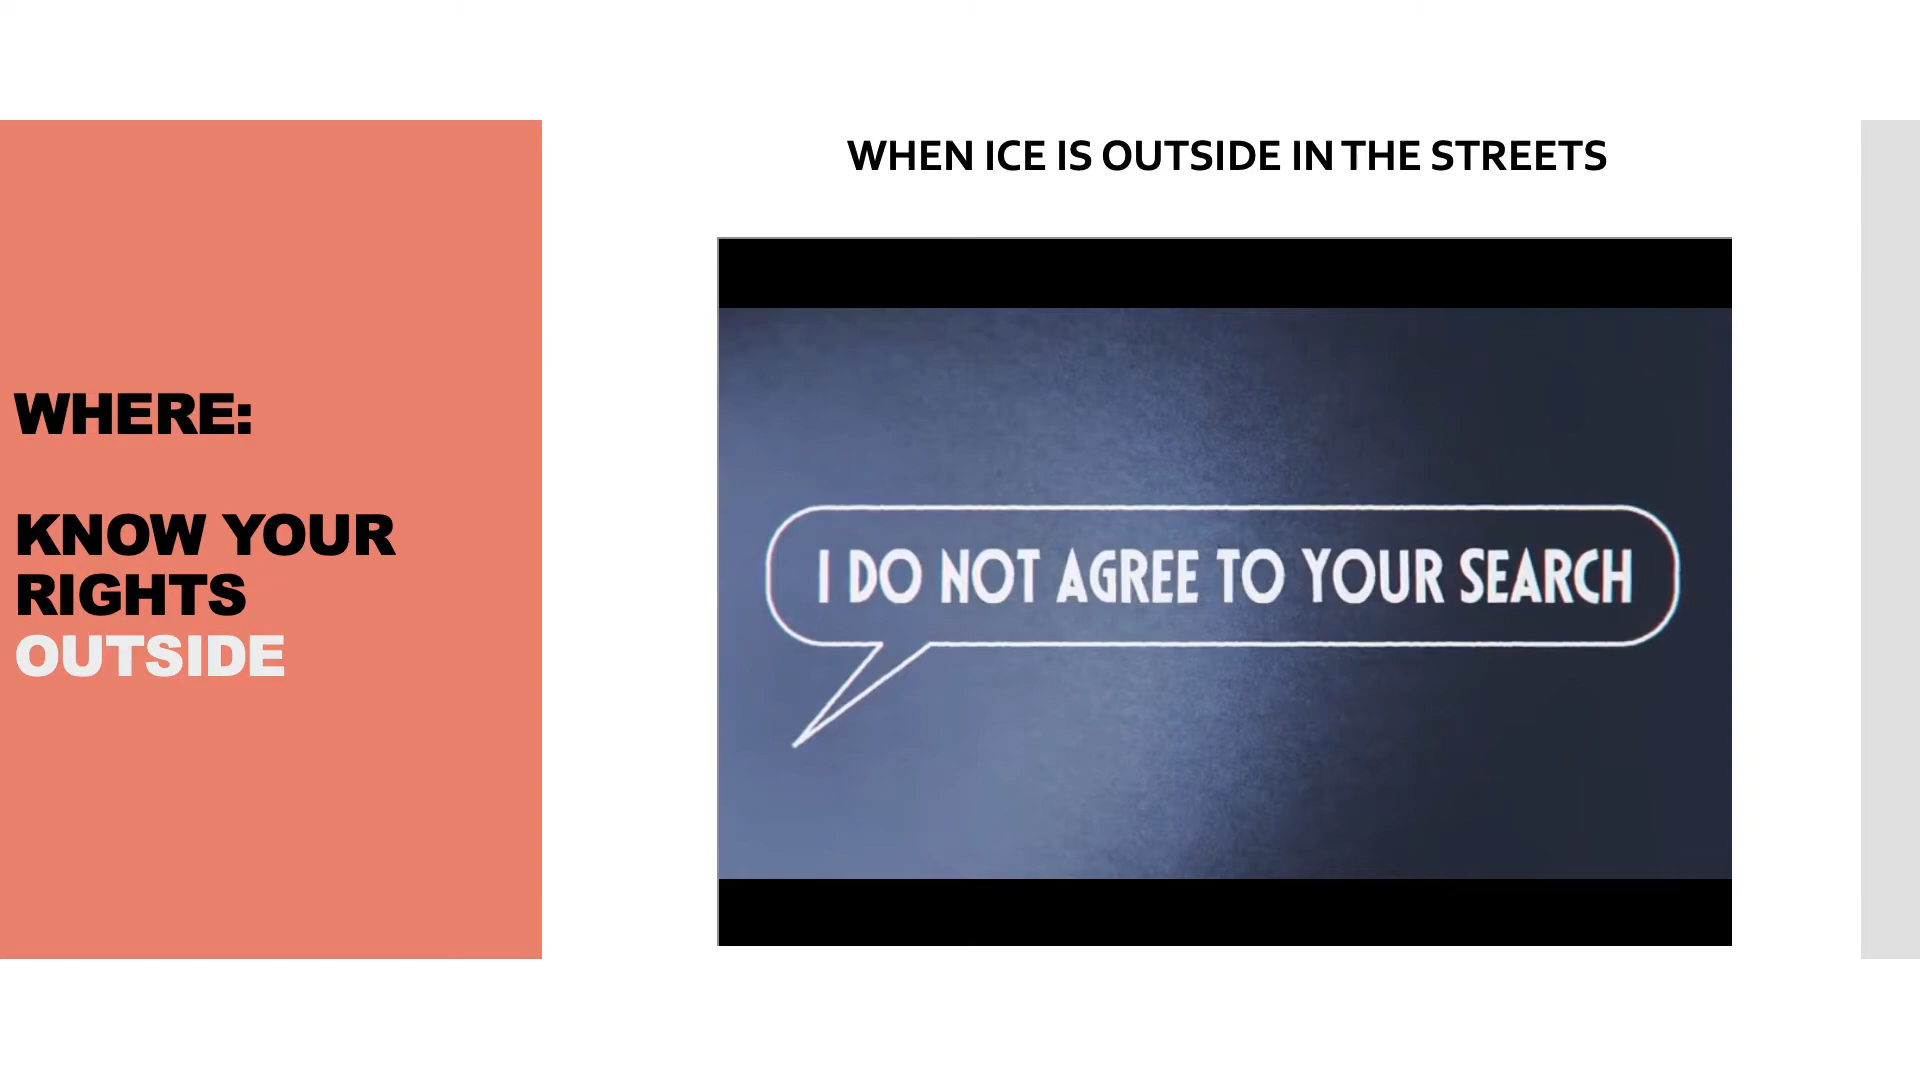 WHERE:
KNOW YOUR
RIGHTS
OUTSIDE
WHEN ICE IS OUTSIDE IN THE STREETS
I DO NOT AGREE TO YOUR SEARCH